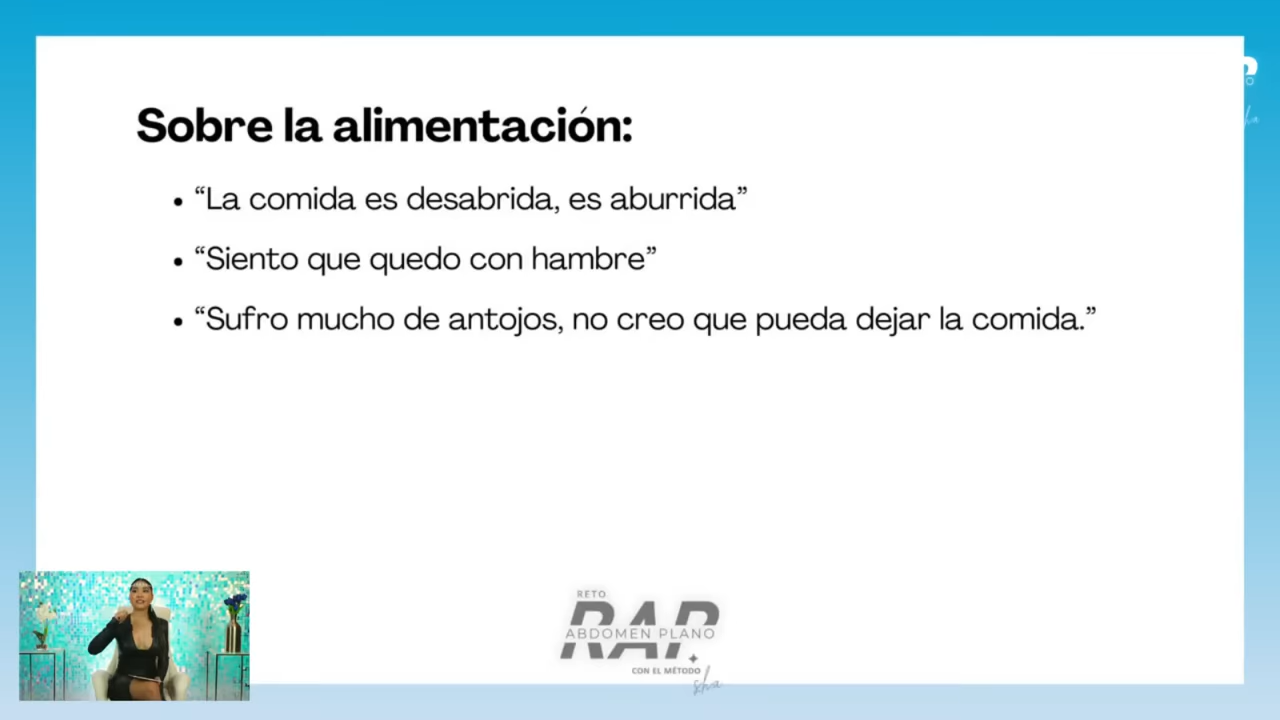 Sobre la alimentación:
• “La comida es desabrida, es aburrida”
• “Siento que quedo con hambre”
• “Sufro mucho de antojos, no creo que pueda dejar la comida.”
RETO
RAP
ABDOMEN PLANO
CON EL MÉTODO
sha